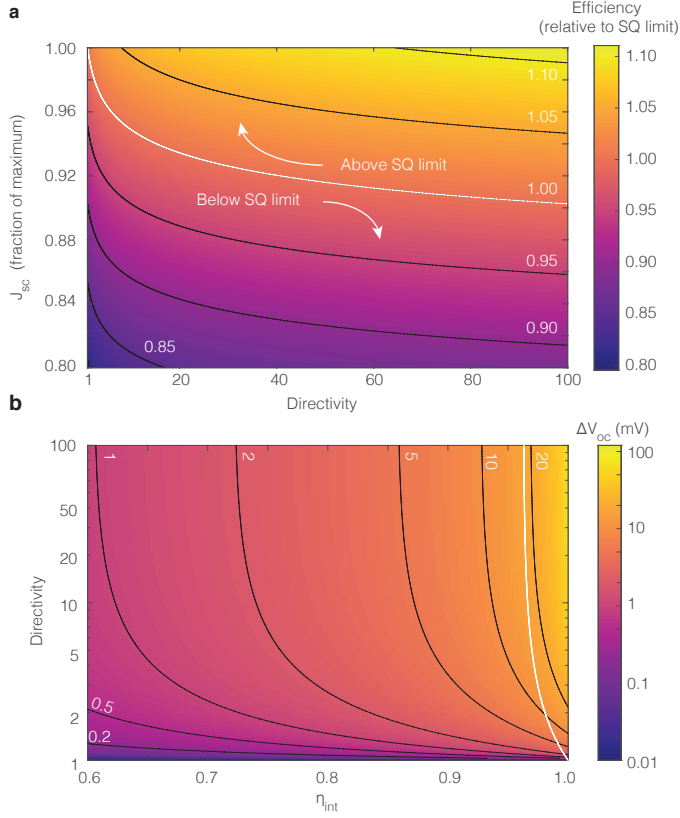 a
Efficiency
(relative to SQ limit)
1.00
0.96
0.92
0.88
0.84
0.80
J_sc (fraction of maximum)
1.10
1.05
1.00
0.95
0.90
0.85
Above SQ limit
Below SQ limit
1 20 40 60 80 100
Directivity
1.10
1.05
1.00
0.95
0.90
0.85
0.80
b
ΔV_oc (mV)
100
50
20
10
5
2
1
Directivity
1 2 5 10 20
0.5
0.2
0.6 0.7 0.8 0.9 1.0
η_int
100
10
1
0.1
0.01